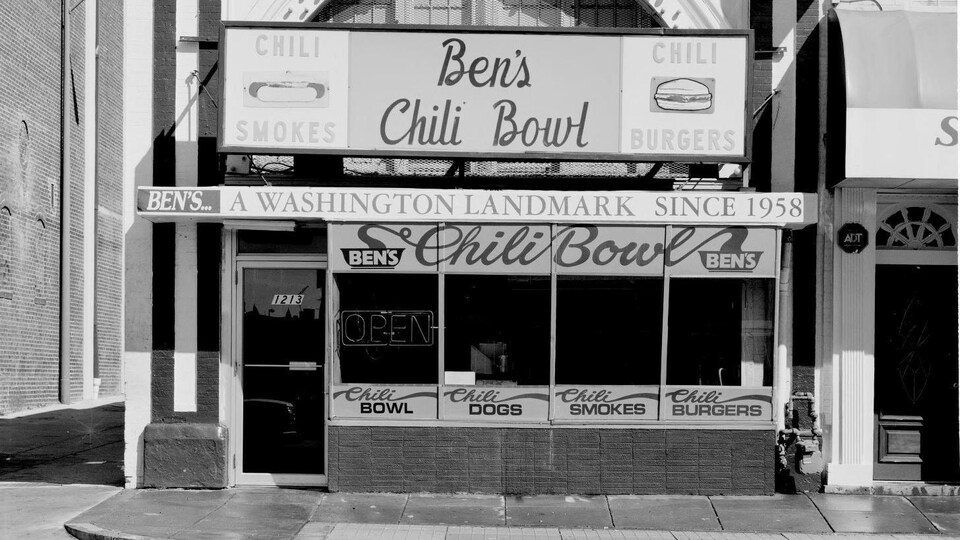 CHILI
SMOKES
Ben's
Chili Bowl
CHILI
BURGERS
BEN'S... A WASHINGTON LANDMARK SINCE 1958
BEN'S Chili Bowl BEN'S
1213
OPEN
Chili BOWL
Chili DOGS
Chili SMOKES
Chili BURGERS
ADT
S